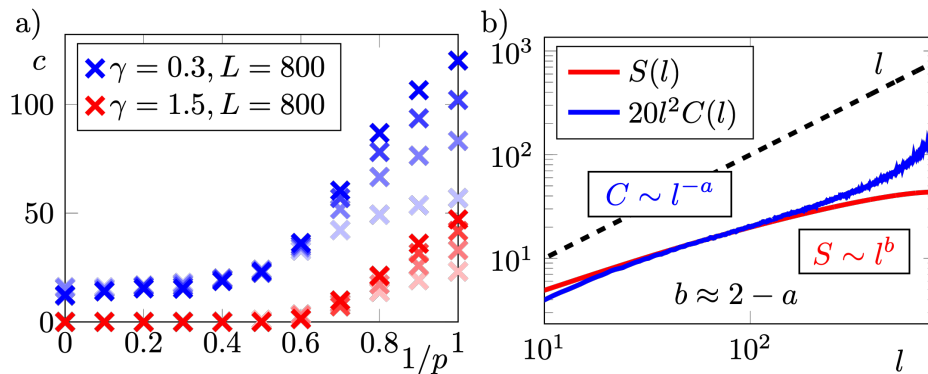 a)
c
100
50
0
γ = 0.3, L = 800
γ = 1.5, L = 800
0 0.2 0.4 0.6 0.8 1
1/p
b)
10³
10²
10¹
S(l)
20l²C(l)
l
C ∼ l⁻ᵃ
S ∼ lᵇ
b ≈ 2 − a
10¹ 10²
l